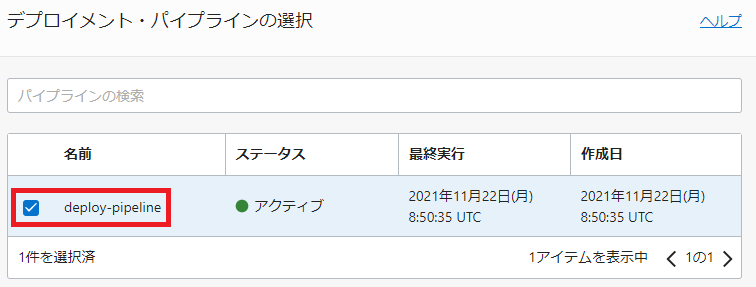 デプロイメント・パイプラインの選択 ヘルプ
パイプラインの検索
名前 ステータス 最終実行 作成日
deploy-pipeline アクティブ 2021年11月22日(月) 8:50:35 UTC 2021年11月22日(月) 8:50:35 UTC
1件を選択済 1アイテムを表示中 1の1